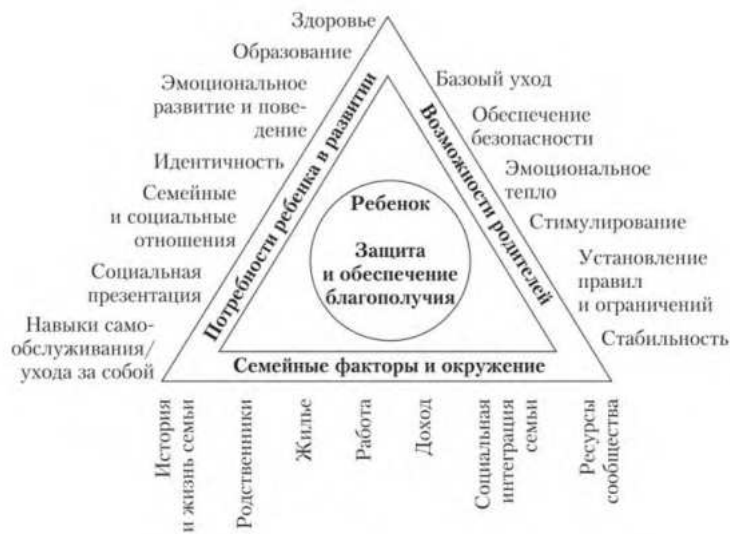 Здоровье
Образование
Эмоциональное
развитие и пове-
дение
Идентичность
Семейные
и социальные
отношения
Социальная
презентация
Навыки само-
обслуживания/
ухода за собой
Потребности ребенка в развитии
Ребенок
Защита
и обеспечение
благополучия
Возможности родителей
Базоый уход
Обеспечение
безопасности
Эмоциональное
тепло
Стимулирование
Установление
правил
и ограничений
Стабильность
Семейные факторы и окружение
История
и жизнь семьи
Родственники
Жилье
Работа
Доход
Социальная
интеграция
семьи
Ресурсы
сообщества